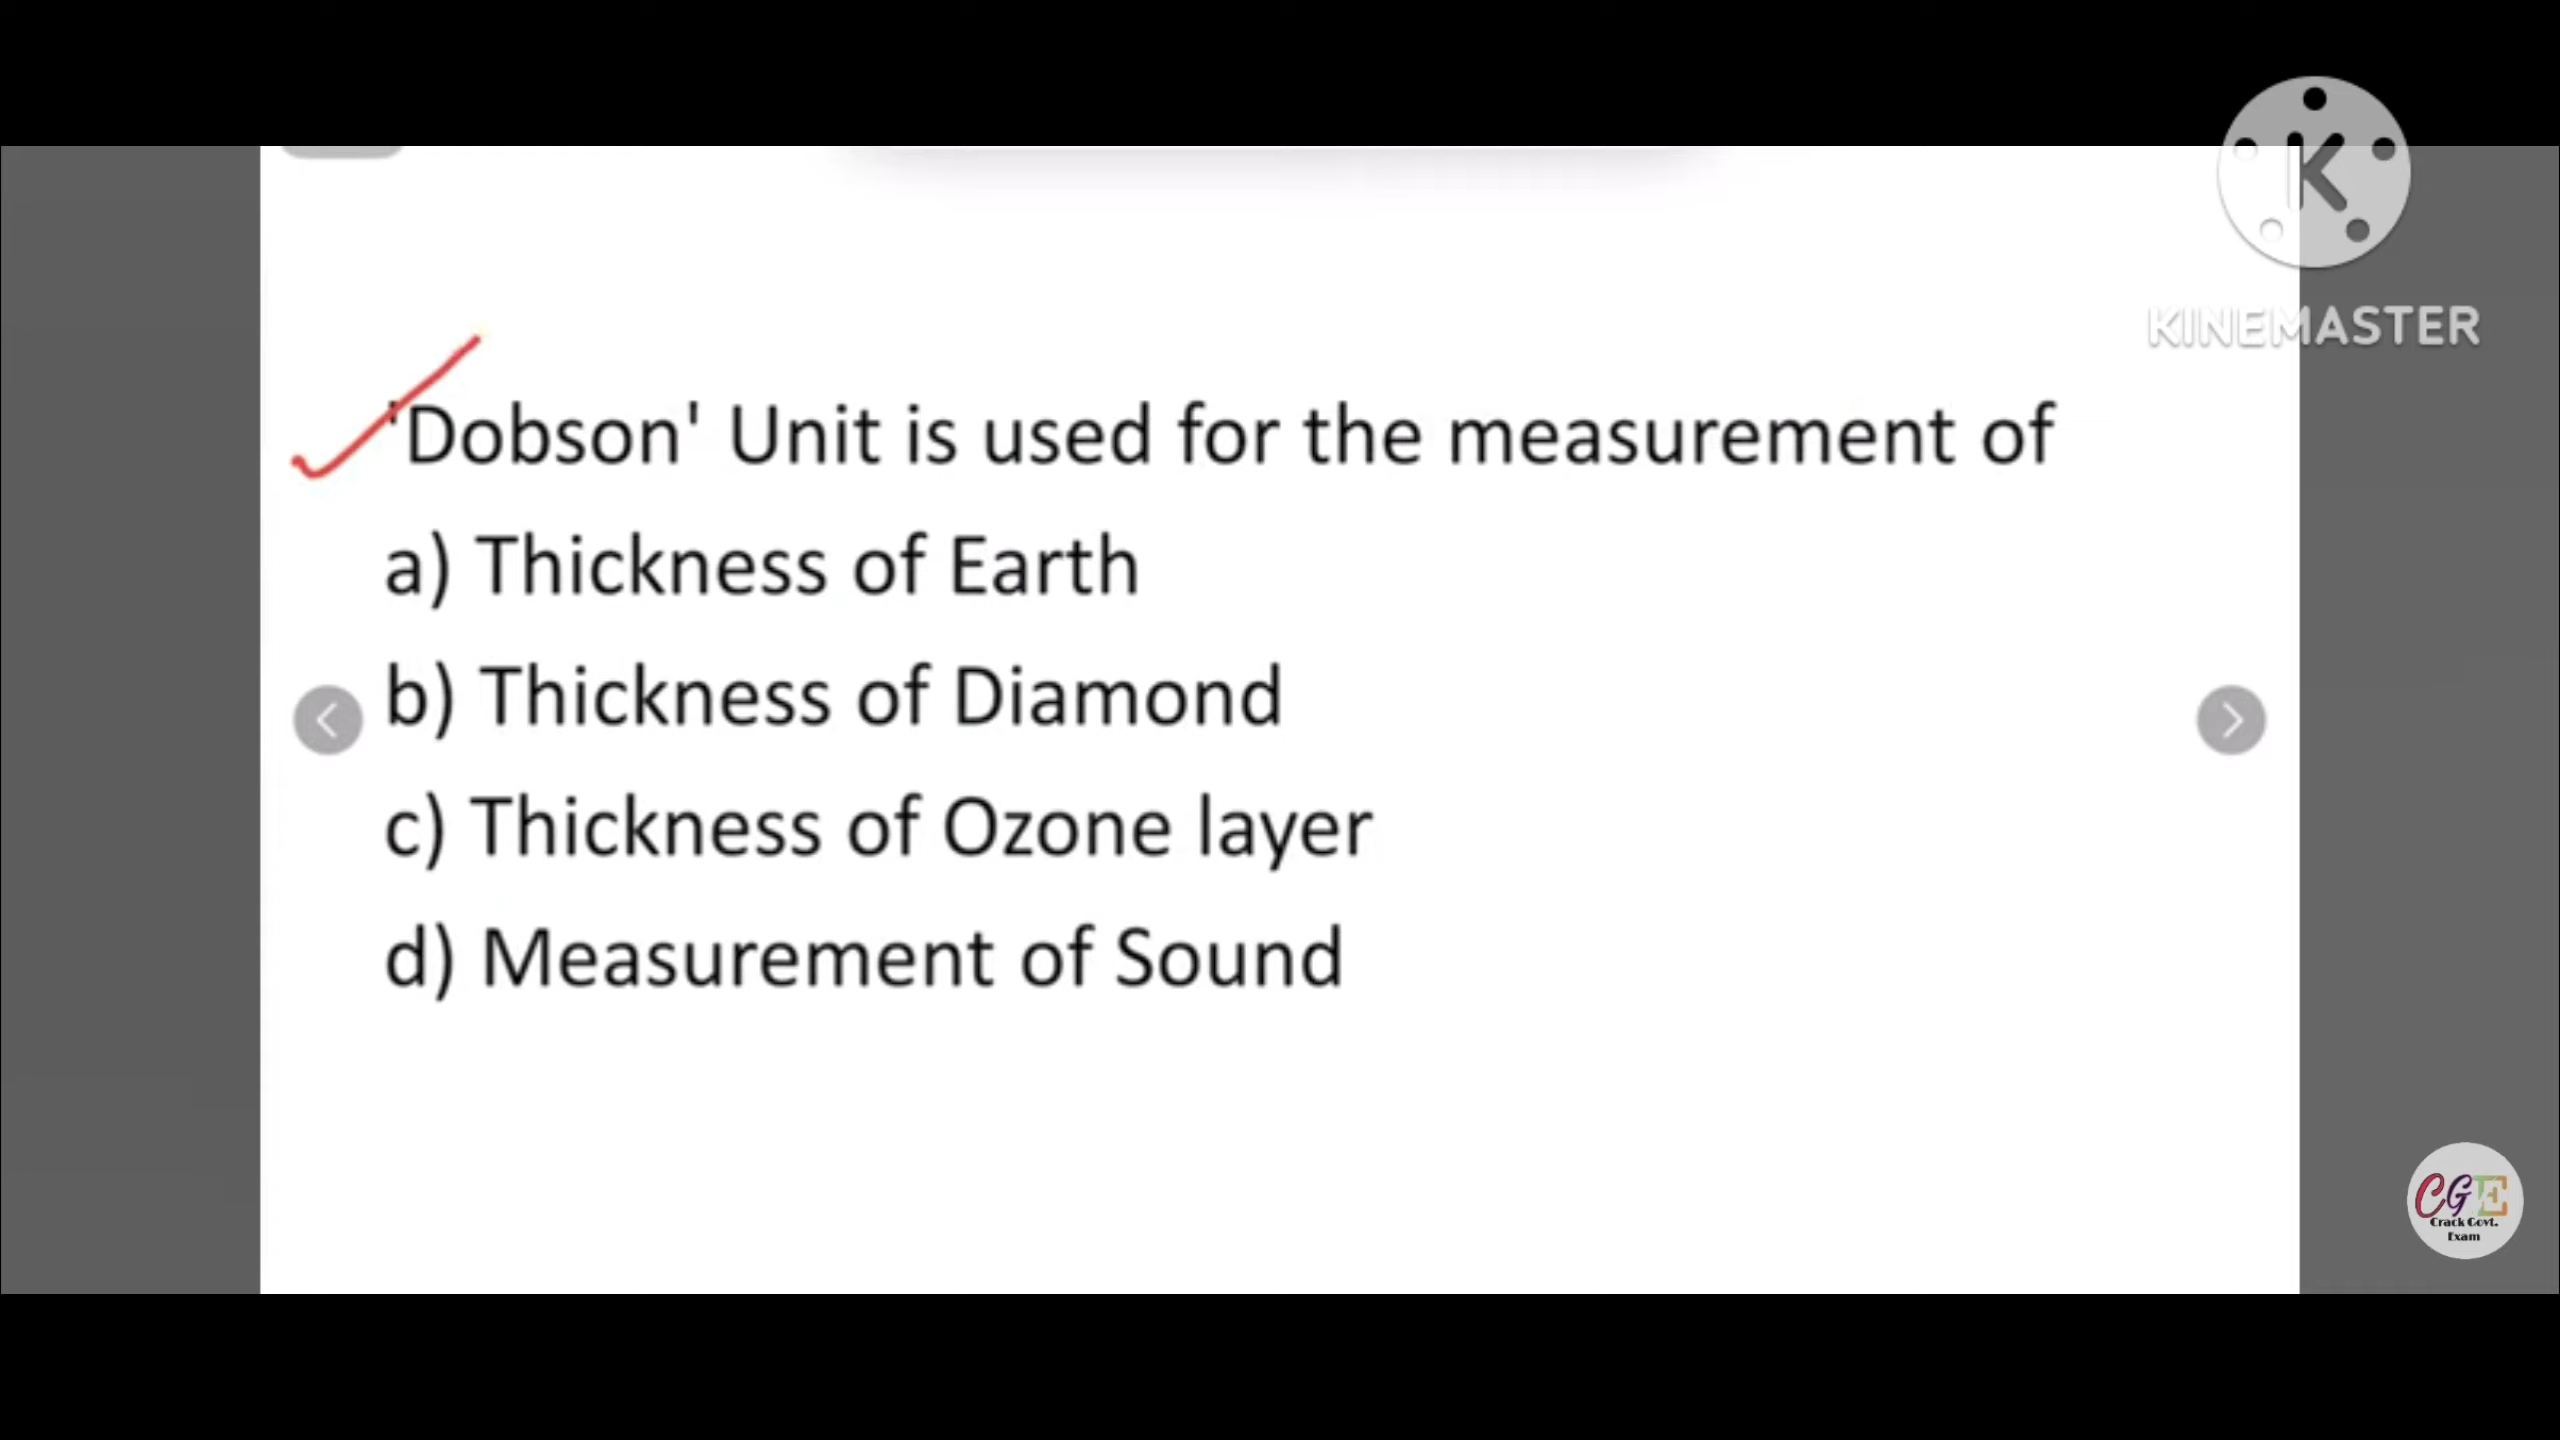 KINEMASTER
'Dobson' Unit is used for the measurement of
a) Thickness of Earth
b) Thickness of Diamond
c) Thickness of Ozone layer
d) Measurement of Sound
CGE
Crack Govt.
Exam